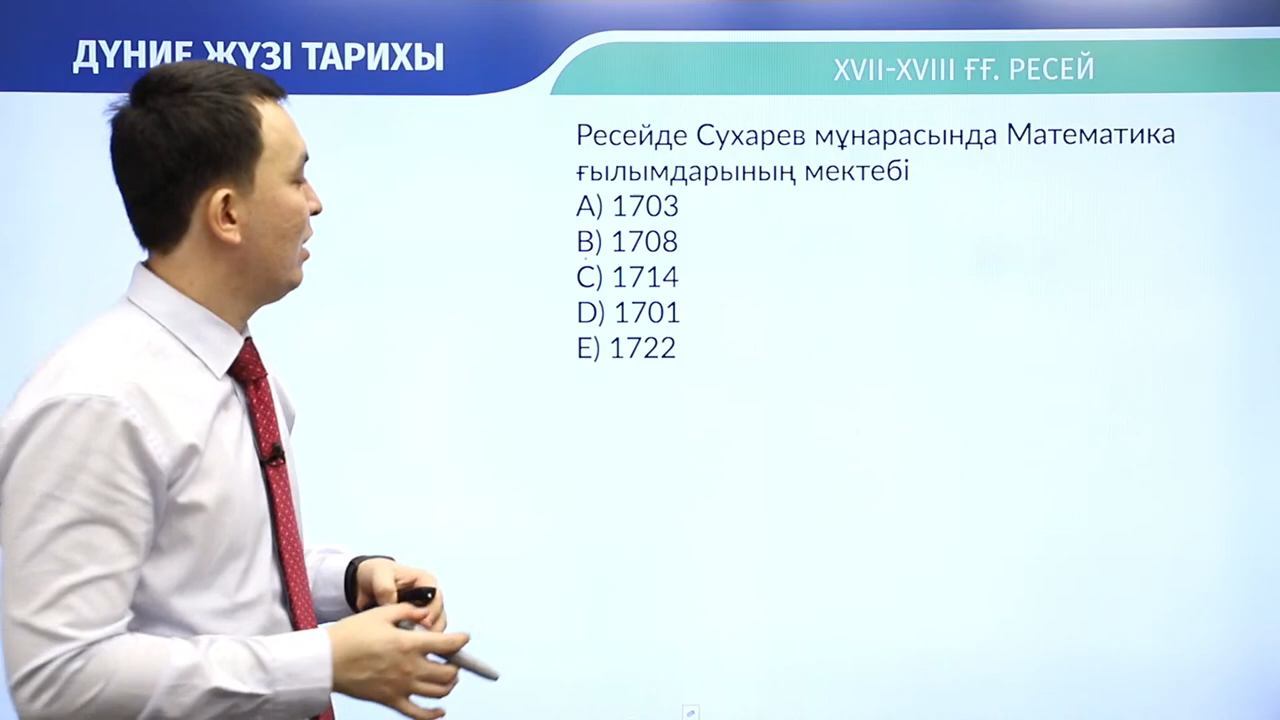 ДҮНИЕ ЖҮЗІ ТАРИХЫ
XVII-XVIII ҒҒ. РЕСЕЙ
Ресейде Сухарев мұнарасында Математика
ғылымдарының мектебі
A) 1703
B) 1708
C) 1714
D) 1701
E) 1722